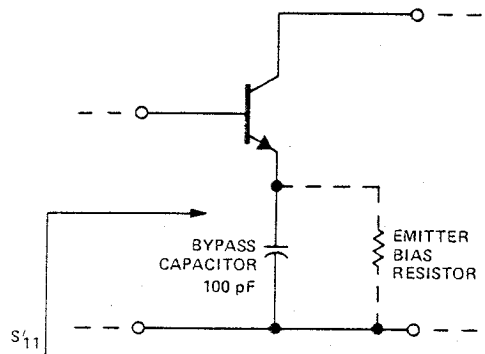 BYPASS
CAPACITOR
100 pF
EMITTER
BIAS
RESISTOR
S'11